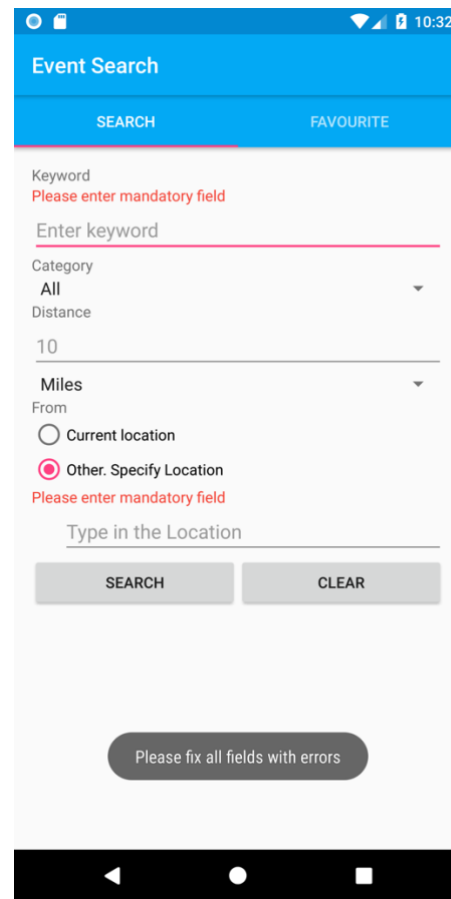 10:32
Event Search
SEARCH FAVOURITE
Keyword
Please enter mandatory field
Enter keyword
Category
All
Distance
10
Miles
From
Current location
Other. Specify Location
Please enter mandatory field
Type in the Location
SEARCH CLEAR
Please fix all fields with errors